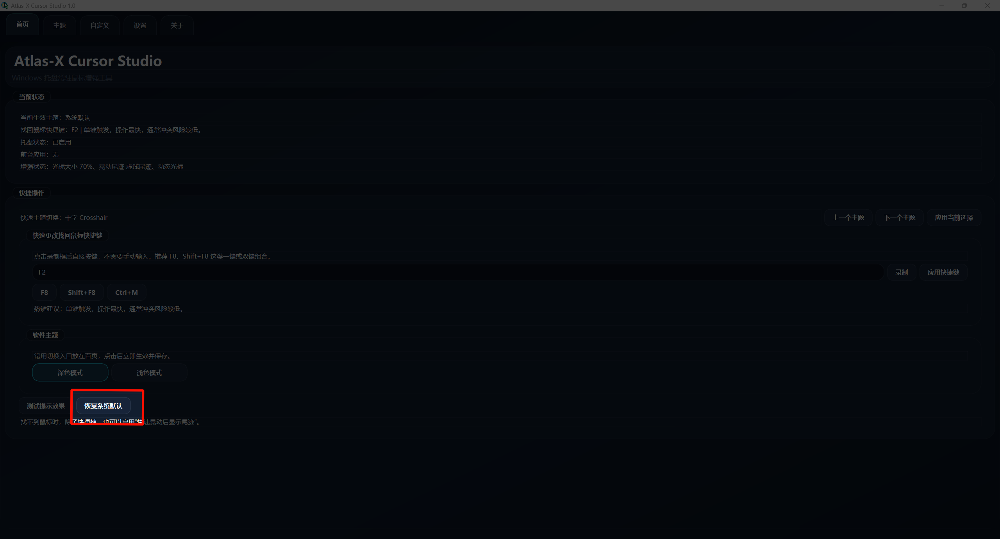 Atlas-X Cursor Studio 1.0
首页 主题 自定义 设置 关于
Atlas-X Cursor Studio
Windows 托盘常驻鼠标增强工具
当前状态
当前生效主题：系统默认
找回鼠标快捷键：F2 | 单键触发，操作最快，通常冲突风险较低。
托盘状态：已启用
前台应用：无
增强状态：光标大小 70%、晃动尾迹 虚线尾迹、动态光标
快捷操作
快速主题切换：十字 Crosshair 上一个主题 下一个主题 应用当前选择
快速更改找回鼠标快捷键
点击录制框后直接按键，不需要手动输入。推荐 F8、Shift+F8 这类一键或双键组合。
F2 录制 应用快捷键
F8 Shift+F8 Ctrl+M
热键建议：单键触发，操作最快，通常冲突风险较低。
软件主题
常用切换入口放在首页，点击后立即生效并保存。
深色模式 浅色模式
测试提示效果 恢复系统默认
找不到鼠标时，除了快捷键，也可以启用“快速晃动后显示尾迹”。